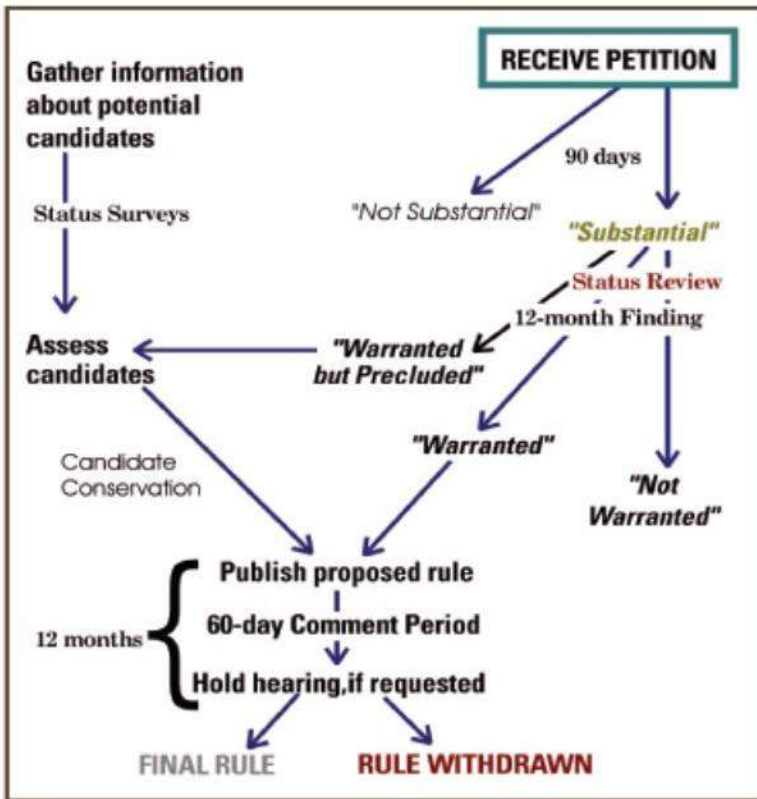 RECEIVE PETITION
Gather information
about potential
candidates
90 days
Status Surveys
"Not Substantial"
"Substantial"
Status Review
12-month Finding
Assess
candidates
"Warranted
but Precluded"
"Warranted"
Candidate
Conservation
"Not
Warranted"
Publish proposed rule
60-day Comment Period
12 months
Hold hearing,if requested
FINAL RULE
RULE WITHDRAWN